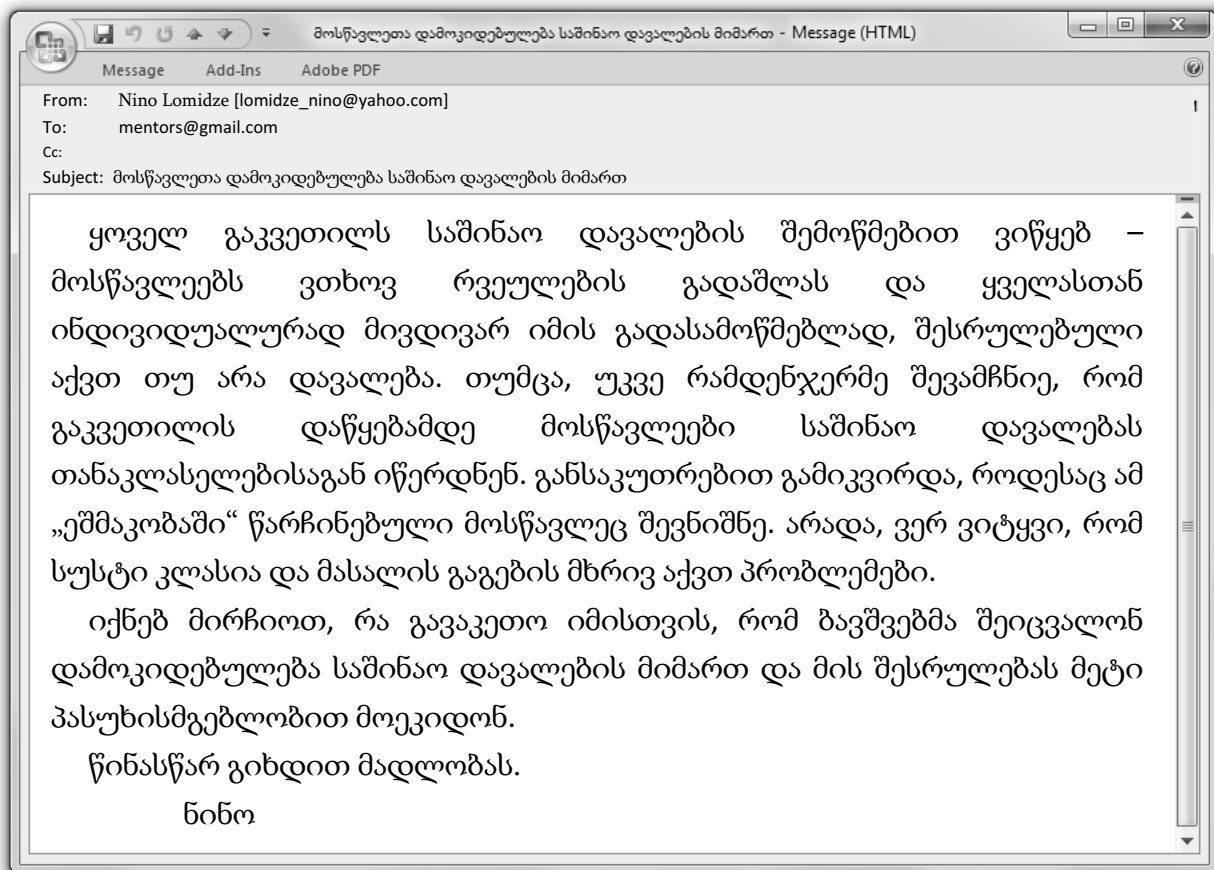 მოსწავლეთა დამოკიდებულება საშინაო დავალების მიმართ - Message (HTML)
Message Add-Ins Adobe PDF
From: Nino Lomidze [lomidze_nino@yahoo.com]
To: mentors@gmail.com
Cc:
Subject: მოსწავლეთა დამოკიდებულება საშინაო დავალების მიმართ
ყოველ გაკვეთილს საშინაო დავალების შემოწმებით ვიწყებ –
მოსწავლეებს ვთხოვ რვეულების გადაშლას და ყველასთან
ინდივიდუალურად მივდივარ იმის გადასამოწმებლად, შესრულებული
აქვთ თუ არა დავალება. თუმცა, უკვე რამდენჯერმე შევამჩნიე, რომ
გაკვეთილის დაწყებამდე მოსწავლეები საშინაო დავალებას
თანაკლასელებისაგან იწერდნენ. განსაკუთრებით გამიკვირდა, როდესაც ამ
„ეშმაკობაში“ წარჩინებული მოსწავლეც შევნიშნე. არადა, ვერ ვიტყვი, რომ
სუსტი კლასია და მასალის გაგების მხრივ აქვთ პრობლემები.
იქნებ მირჩიოთ, რა გავაკეთო იმისთვის, რომ ბავშვებმა შეიცვალონ
დამოკიდებულება საშინაო დავალების მიმართ და მის შესრულებას მეტი
პასუხისმგებლობით მოეკიდონ.
წინასწარ გიხდით მადლობას.
ნინო